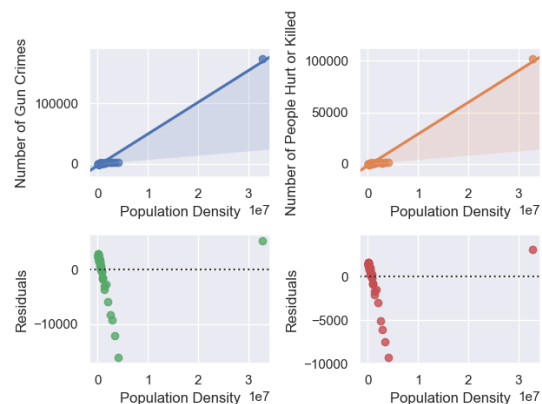 Number of Gun Crimes
100000
0
0 1 2 3
Population Density 1e7
Number of People Hurt or Killed
100000
50000
0
0 1 2 3
Population Density 1e7
Residuals
0
−10000
0 1 2 3
Population Density 1e7
Residuals
0
−5000
−10000
0 1 2 3
Population Density 1e7